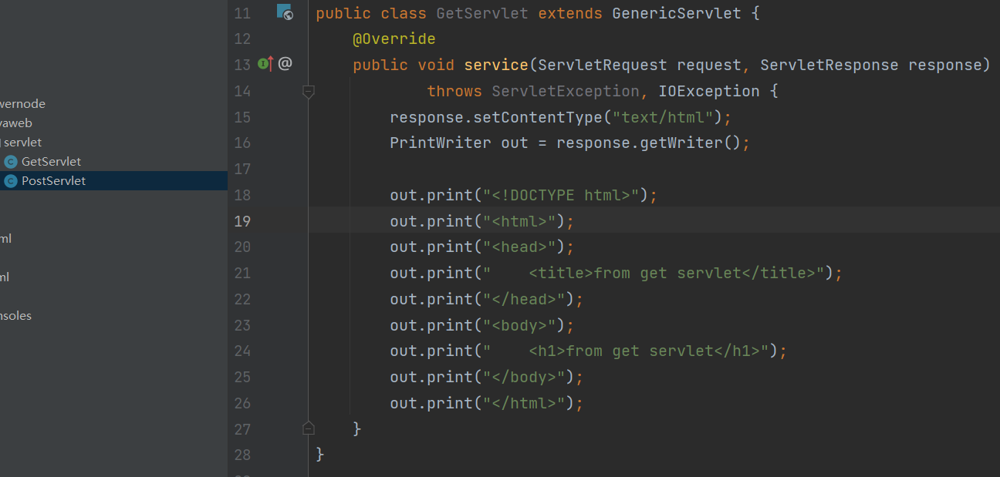 wernode
vaweb
servlet
GetServlet
PostServlet
ml
ml
nsoles
11 public class GetServlet extends GenericServlet {
12 @Override
13 public void service(ServletRequest request, ServletResponse response)
14 throws ServletException, IOException {
15 response.setContentType("text/html");
16 PrintWriter out = response.getWriter();
17
18 out.print("<!DOCTYPE html>");
19 out.print("<html>");
20 out.print("<head>");
21 out.print("    <title>from get servlet</title>");
22 out.print("</head>");
23 out.print("<body>");
24 out.print("    <h1>from get servlet</h1>");
25 out.print("</body>");
26 out.print("</html>");
27 }
28 }